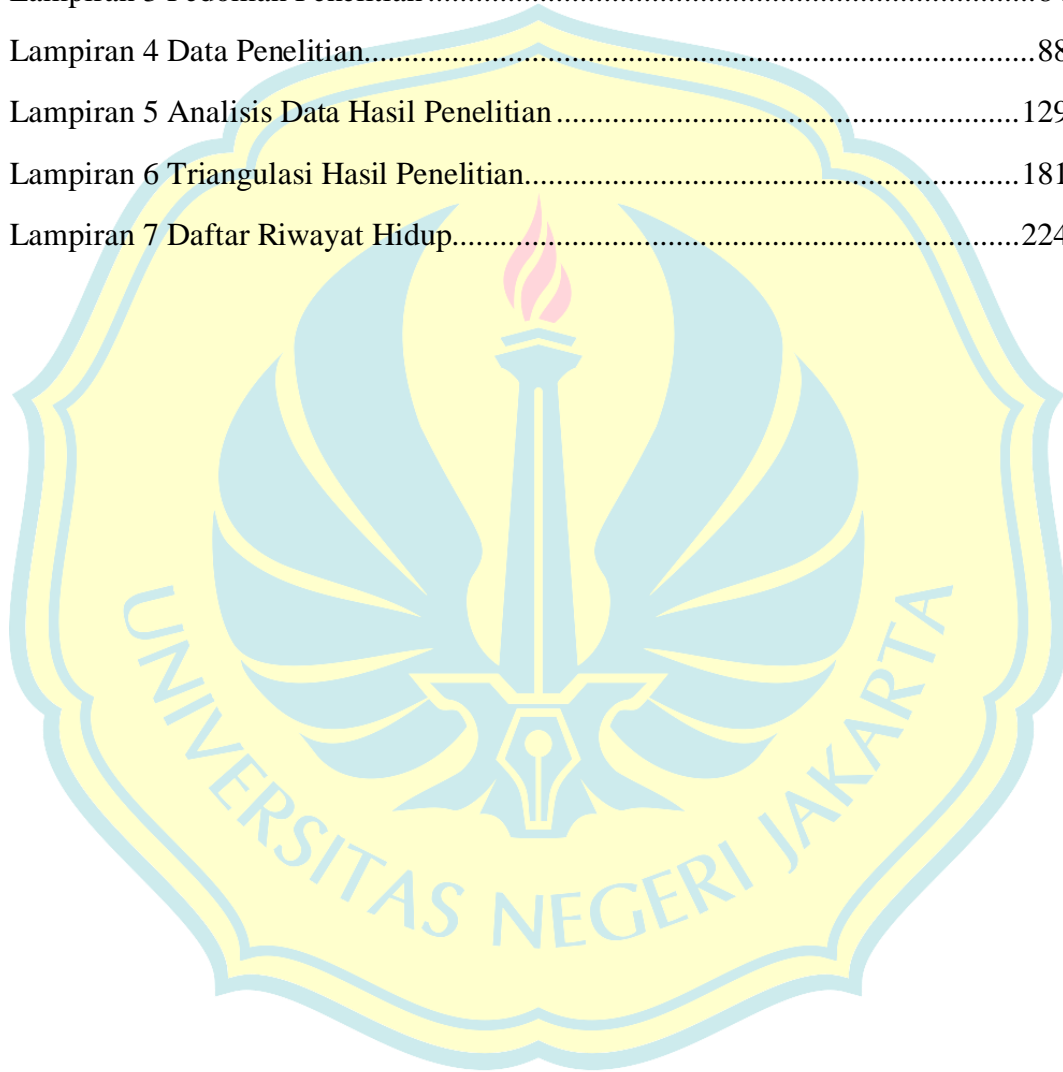 Lampiran 4 Data Penelitian....................................................................................88
Lampiran 5 Analisis Data Hasil Penelitian..........................................................129
Lampiran 6 Triangulasi Hasil Penelitian..............................................................181
Lampiran 7 Daftar Riwayat Hidup.......................................................................224
UNIVERSITAS NEGERI JAKARTA